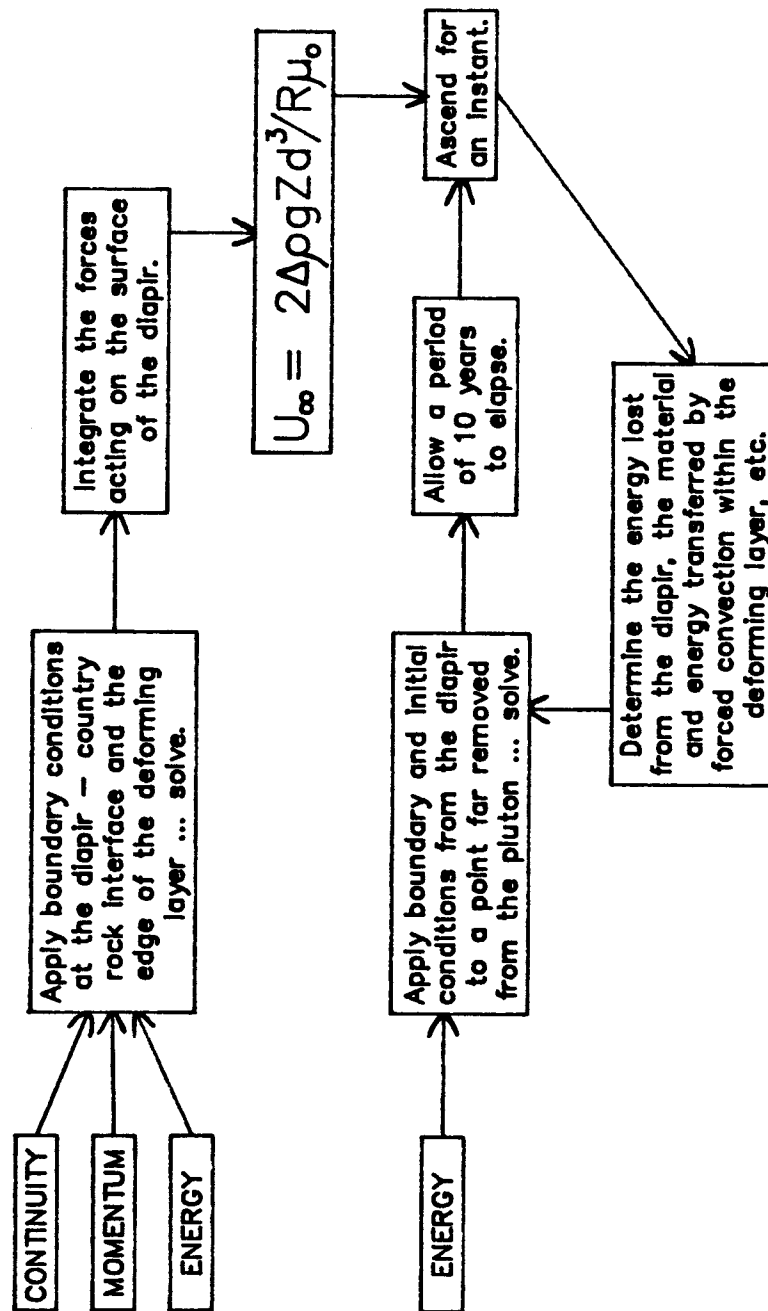 CONTINUITY
MOMENTUM
ENERGY
Apply boundary conditions
at the diapir – country
rock interface and the
edge of the deforming
layer ... solve.
Integrate the forces
acting on the surface
of the diapir.
U∞ = 2ΔρgZd³/Rμ₀
ENERGY
Apply boundary and initial
conditions from the diapir
to a point far removed
from the pluton ... solve.
Allow a period
of 10 years
to elapse.
Ascend for
an instant.
Determine the energy lost
from the diapir, the material
and energy transferred by
forced convection within the
deforming layer, etc.